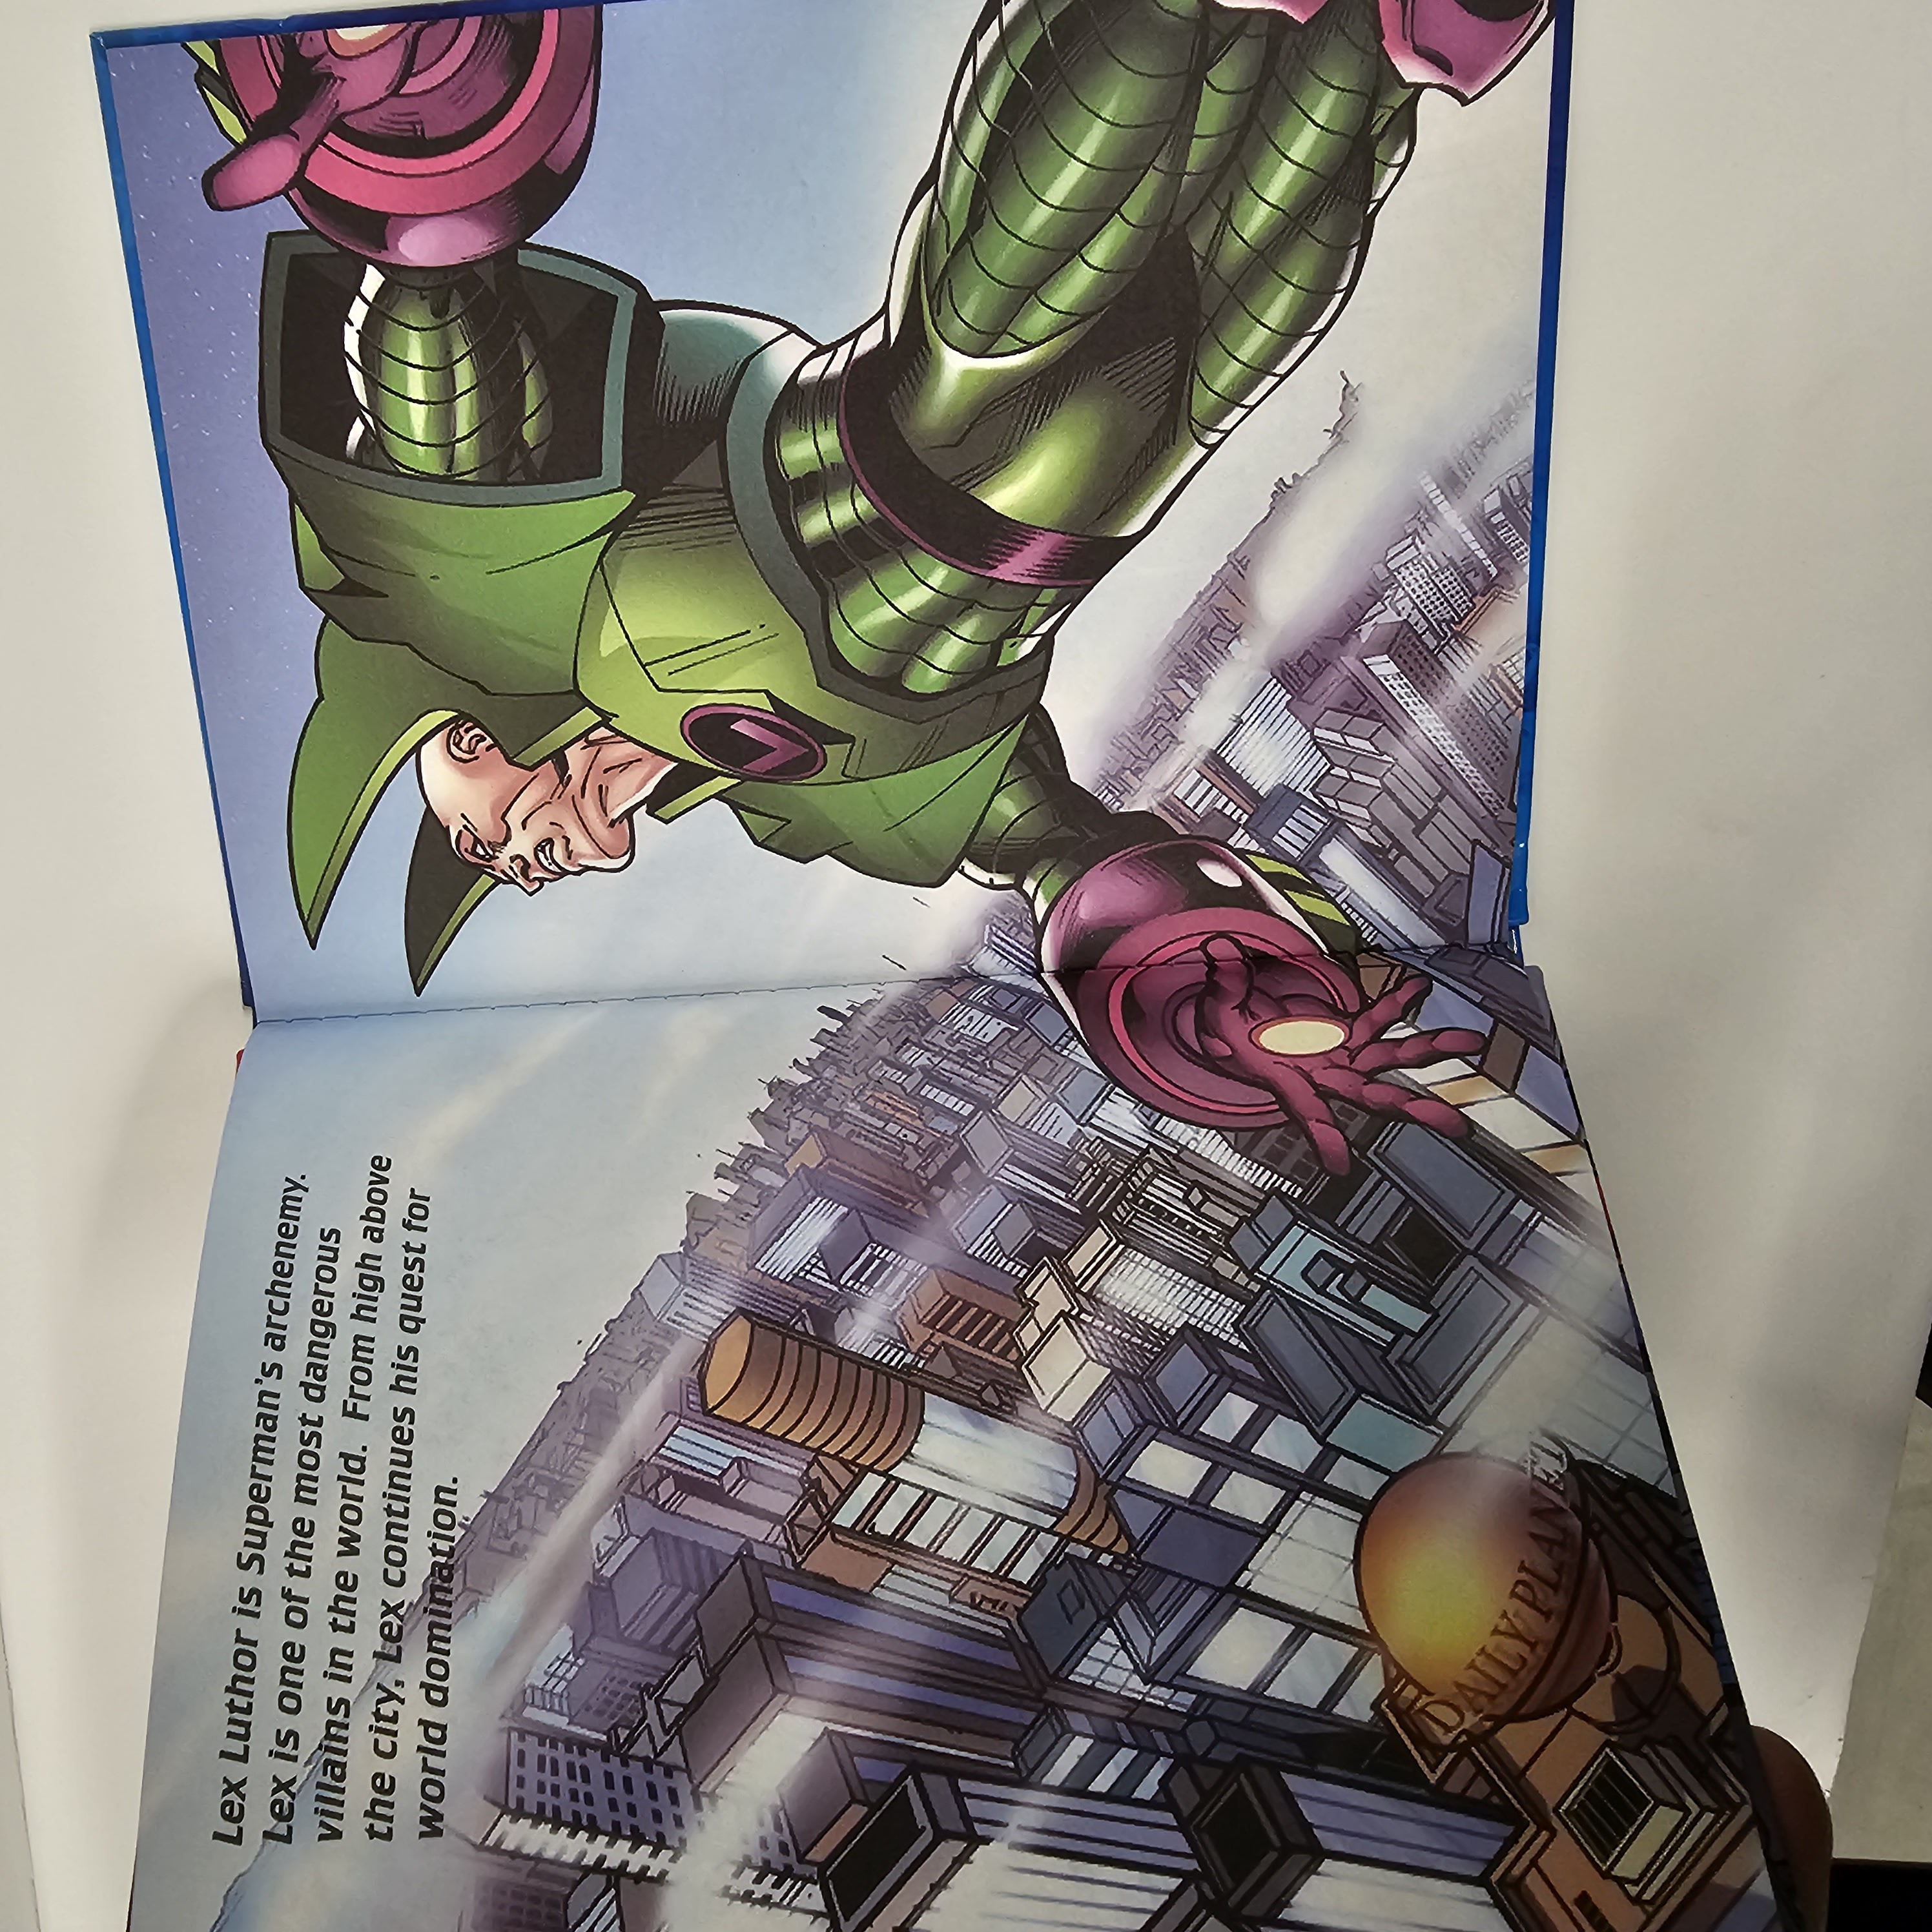 Lex Luthor is Superman's archenemy.
Lex is one of the most dangerous
villains in the world. From high above
the city, Lex continues his quest for
world domination.
DAILY PLANET